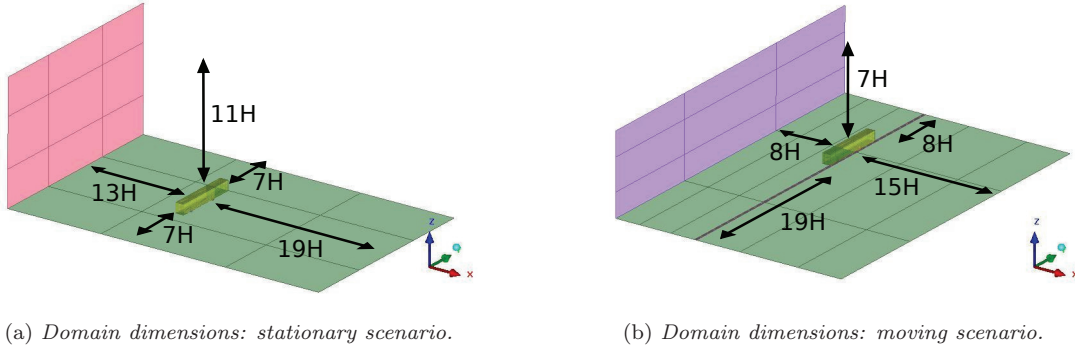 11H
7H
13H
7H
19H
z
x
(a) Domain dimensions: stationary scenario.
7H
8H
8H
15H
19H
z
x
(b) Domain dimensions: moving scenario.